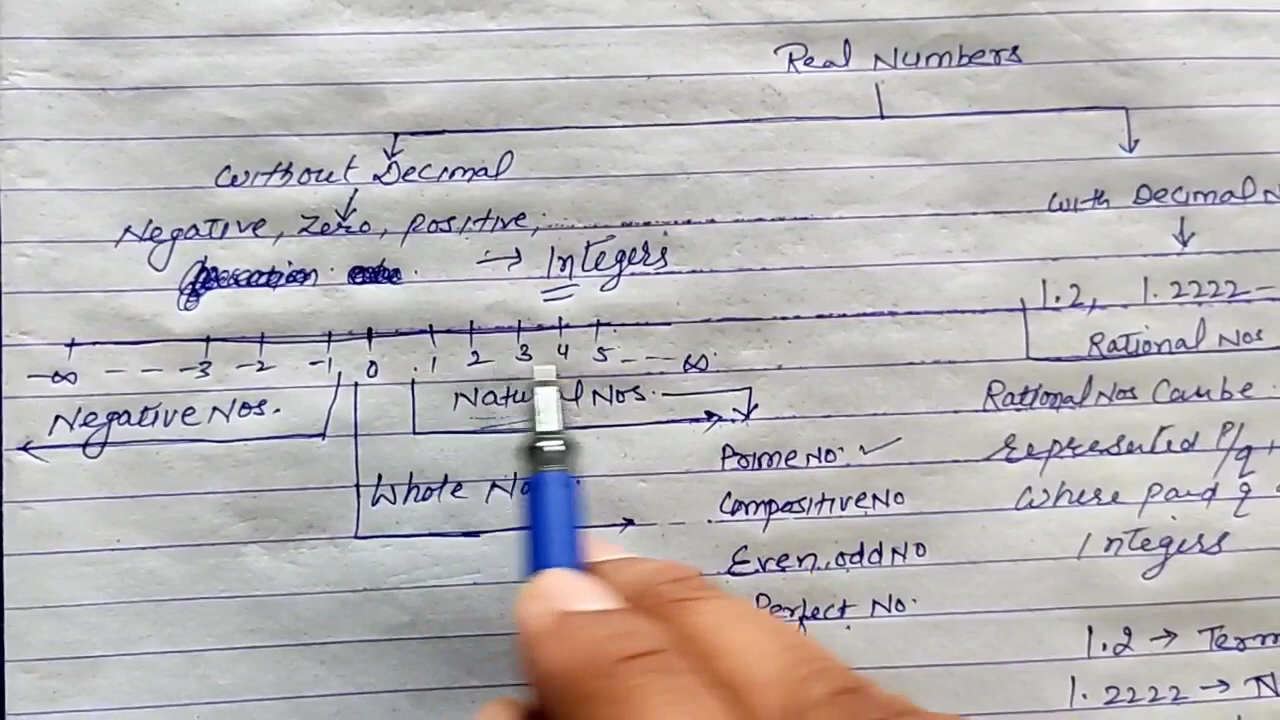 Real Numbers
Without Decimal
Negative, Zero, Positive,
→ Integers
-∞ - - -3 -2 -1 0 1 2 3 4 5 - - - ∞
Negative Nos.
Natural Nos.
Whole No
Prime No. ✓
Compositive No
Even, odd No
Perfect No.
With Decimal N
1.2, 1.2222 -
Rational Nos
Rational Nos Can be
represented P/q
Where p and q
Integers
1.2 → Term
1.2222 → N